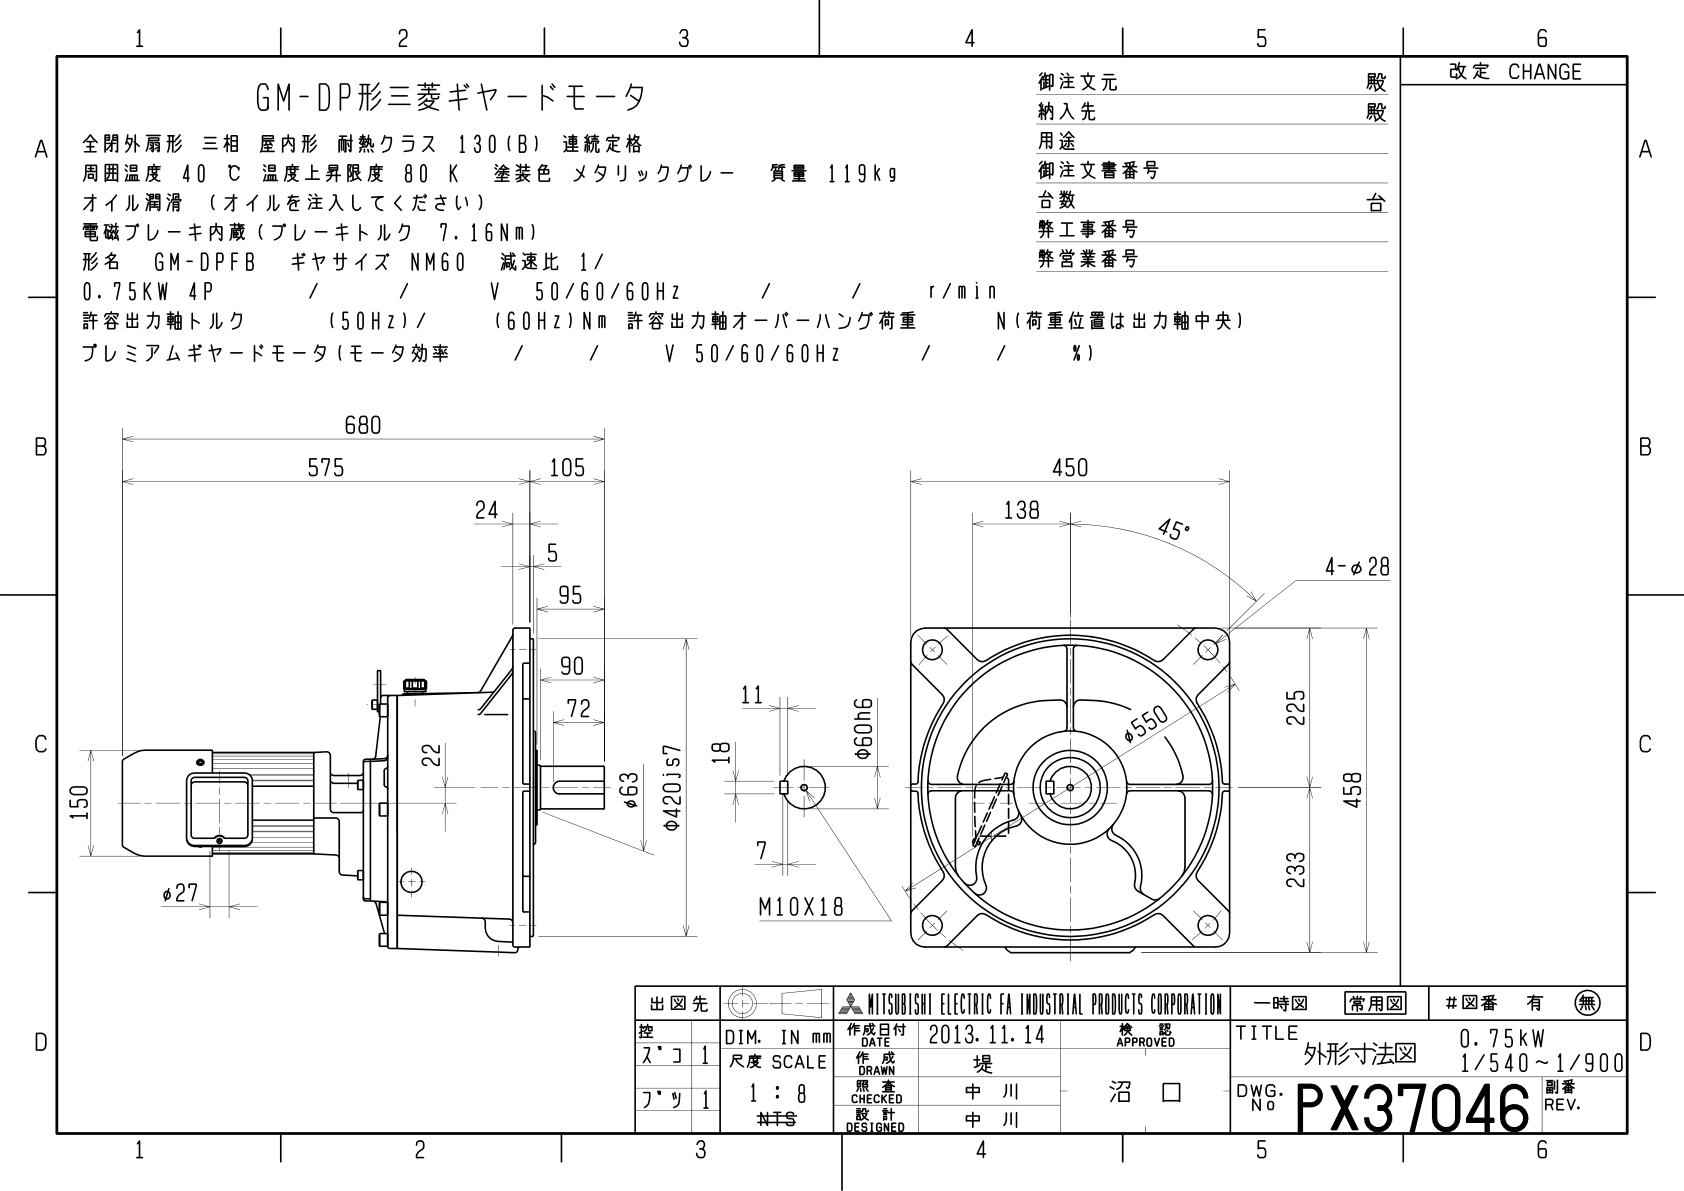 1 2 3 4 5 6
改定 CHANGE
GM-DP形三菱ギヤードモータ
全閉外扇形 三相 屋内形 耐熱クラス 130(B) 連続定格
周囲温度 40 ℃ 温度上昇限度 80 K 塗装色 メタリックグレー 質量 119kg
オイル潤滑 (オイルを注入してください)
電磁ブレーキ内蔵(ブレーキトルク 7.16Nm)
形名 GM-DPFB ギヤサイズ NM60 減速比 1/
0.75KW 4P / / V 50/60/60Hz / / r/min
許容出力軸トルク (50Hz)/ (60Hz)Nm 許容出力軸オーバーハング荷重 N(荷重位置は出力軸中央)
プレミアムギヤードモータ(モータ効率 / / V 50/60/60Hz / / %)
御注文元 殿
納入先 殿
用途
御注文書番号
台数 台
弊工事番号
弊営業番号
A A
B B
C C
D D
680
575 105
24
5
95
90
72
22
150
φ27
φ63
φ420js7
11
18
φ60h6
7
M10X18
450
138
45°
4-φ28
φ550
225
458
233
出図先
控
ズコ 1
ブツ 1
DIM. IN mm
尺度 SCALE
1 : 8
NTS
MITSUBISHI ELECTRIC FA INDUSTRIAL PRODUCTS CORPORATION
作成日付 DATE 2013.11.14
作成 DRAWN 堤
照査 CHECKED 中川
設計 DESIGNED 中川
検認 APPROVED
沼口
一時図 常用図 #図番 有 無
TITLE
外形寸法図
0.75kW
1/540~1/900
DWG. No PX37046
副番 REV.
1 2 3 4 5 6